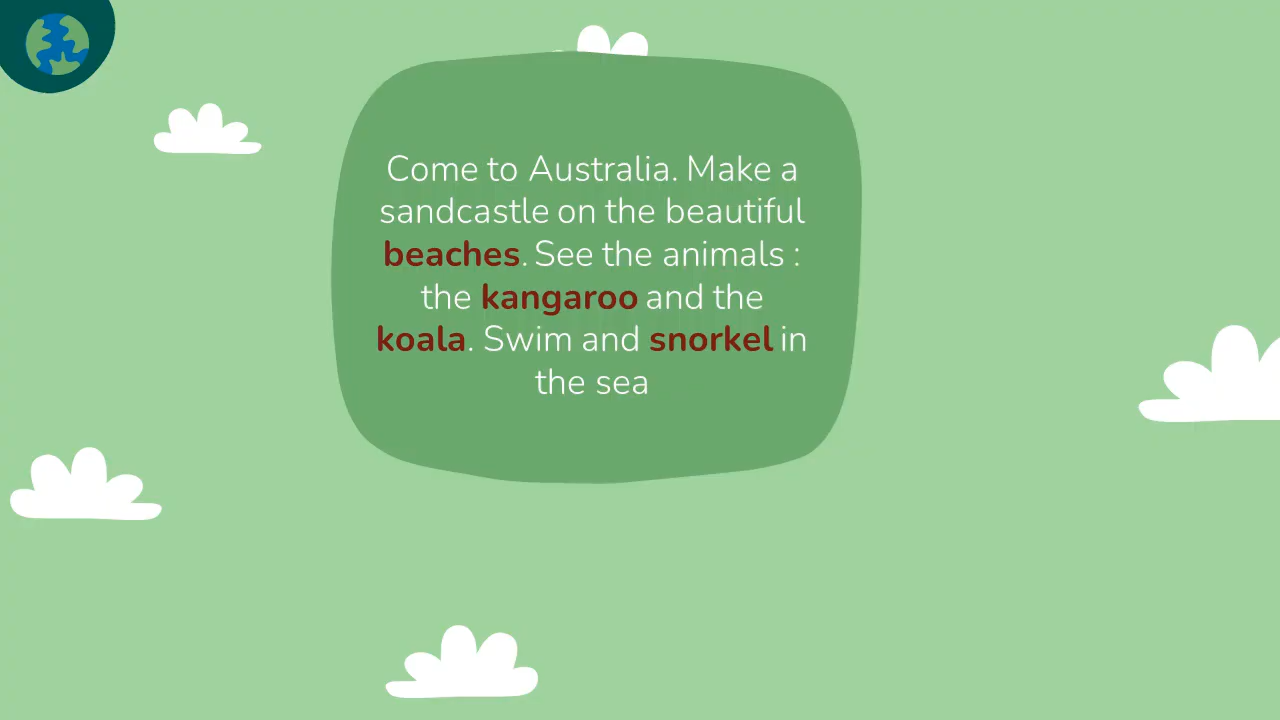 Come to Australia. Make a
sandcastle on the beautiful
beaches. See the animals :
the kangaroo and the
koala. Swim and snorkel in
the sea